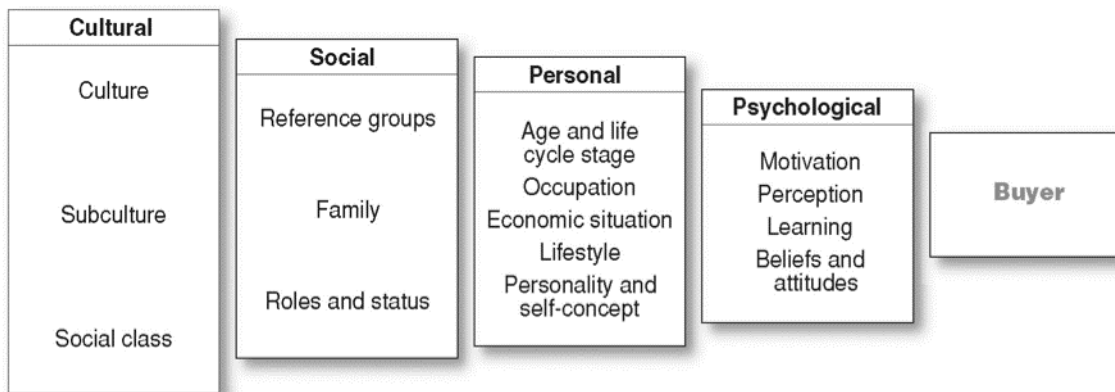 Cultural
Culture
Subculture
Social class
Social
Reference groups
Family
Roles and status
Personal
Age and life
cycle stage
Occupation
Economic situation
Lifestyle
Personality and
self-concept
Psychological
Motivation
Perception
Learning
Beliefs and
attitudes
Buyer